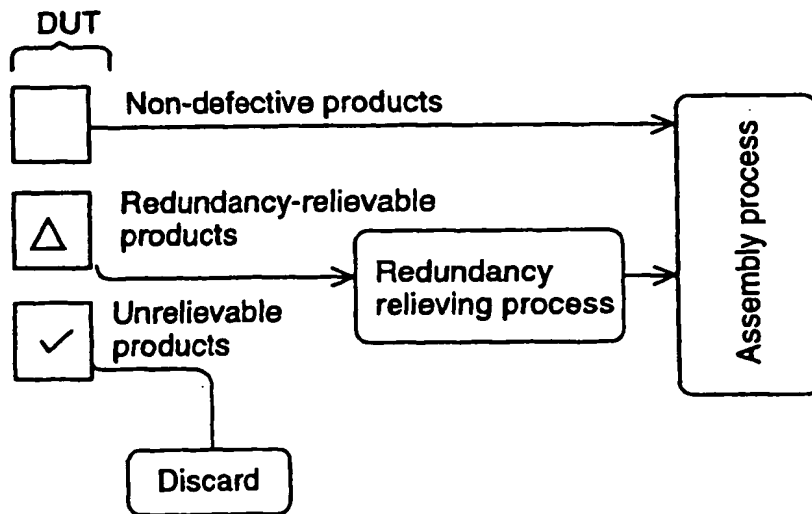 DUT
Non-defective products
Redundancy-relievable
products
Redundancy
relieving process
Unrelievable
products
Discard
Assembly process